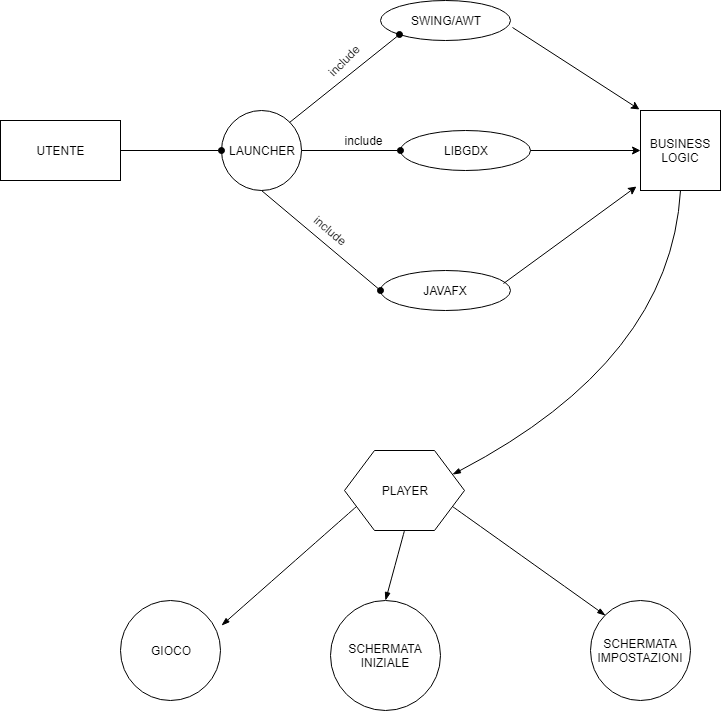 SWING/AWT
include
UTENTE
LAUNCHER
include
LIBGDX
BUSINESS
LOGIC
include
JAVAFX
PLAYER
GIOCO
SCHERMATA
INIZIALE
SCHERMATA
IMPOSTAZIONI